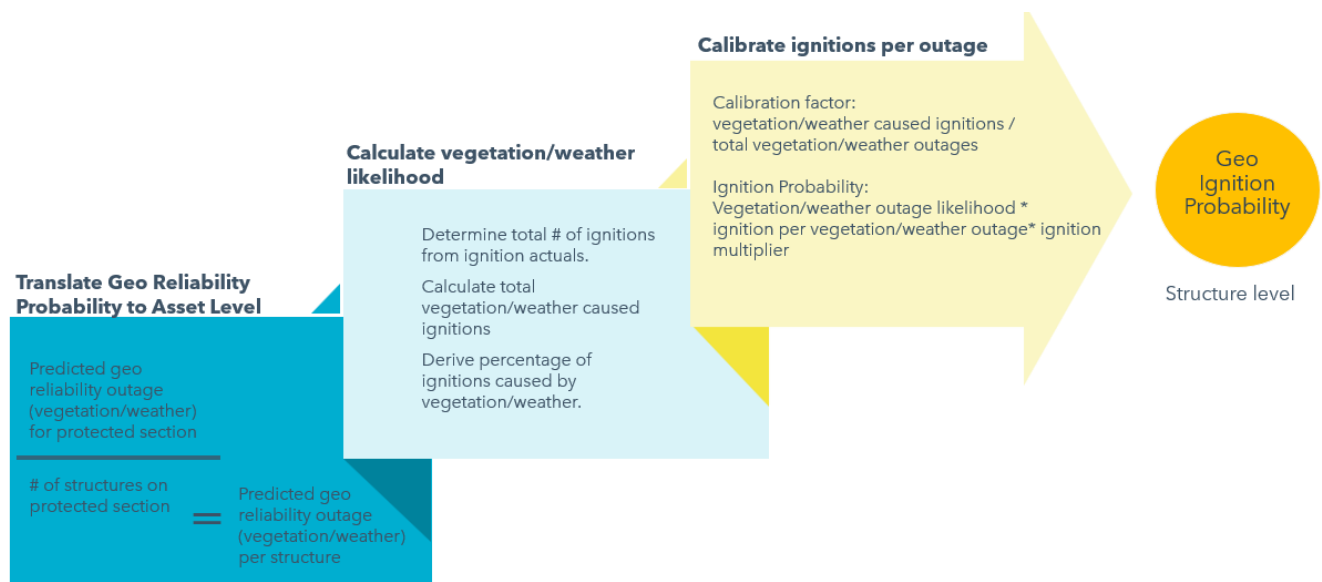 Translate Geo Reliability
Probability to Asset Level
Predicted geo
reliability outage
(vegetation/weather)
for protected section
# of structures on
protected section
=
Predicted geo
reliability outage
(vegetation/weather)
per structure
Calculate vegetation/weather
likelihood
Determine total # of ignitions
from ignition actuals.
Calculate total
vegetation/weather caused
ignitions
Derive percentage of
ignitions caused by
vegetation/weather.
Calibrate ignitions per outage
Calibration factor:
vegetation/weather caused ignitions /
total vegetation/weather outages
Ignition Probability:
Vegetation/weather outage likelihood *
ignition per vegetation/weather outage* ignition
multiplier
Geo
Ignition
Probability
Structure level